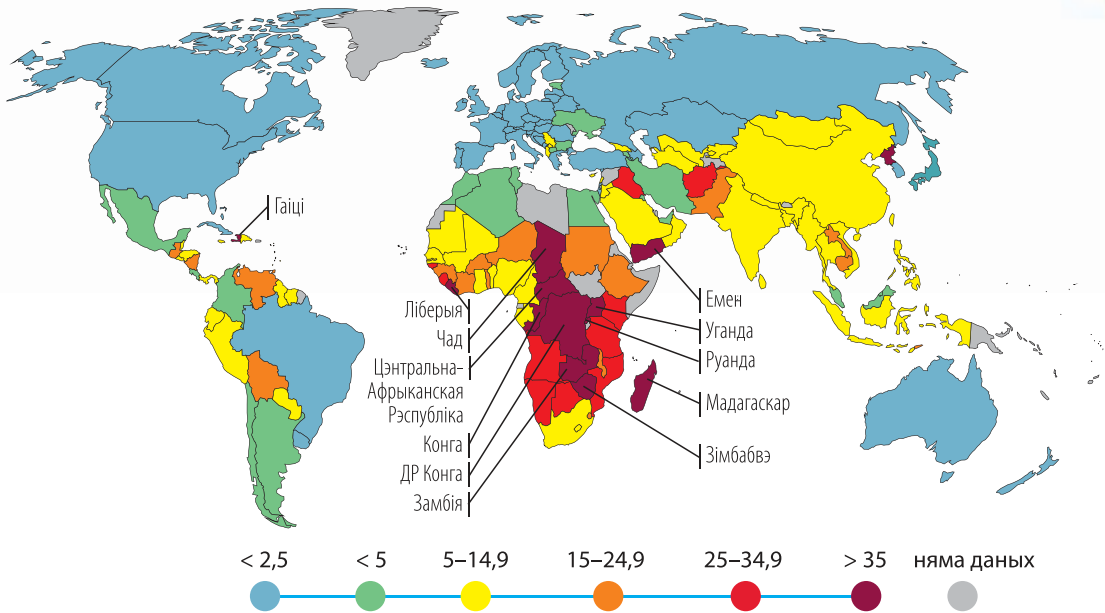 Гаіці
Ліберыя
Чад
Цэнтральна-
Афрыканская
Рэспубліка
Конга
ДР Конга
Замбія
Емен
Уганда
Руанда
Мадагаскар
Зімбабвэ
< 2,5 < 5 5–14,9 15–24,9 25–34,9 > 35 няма даных